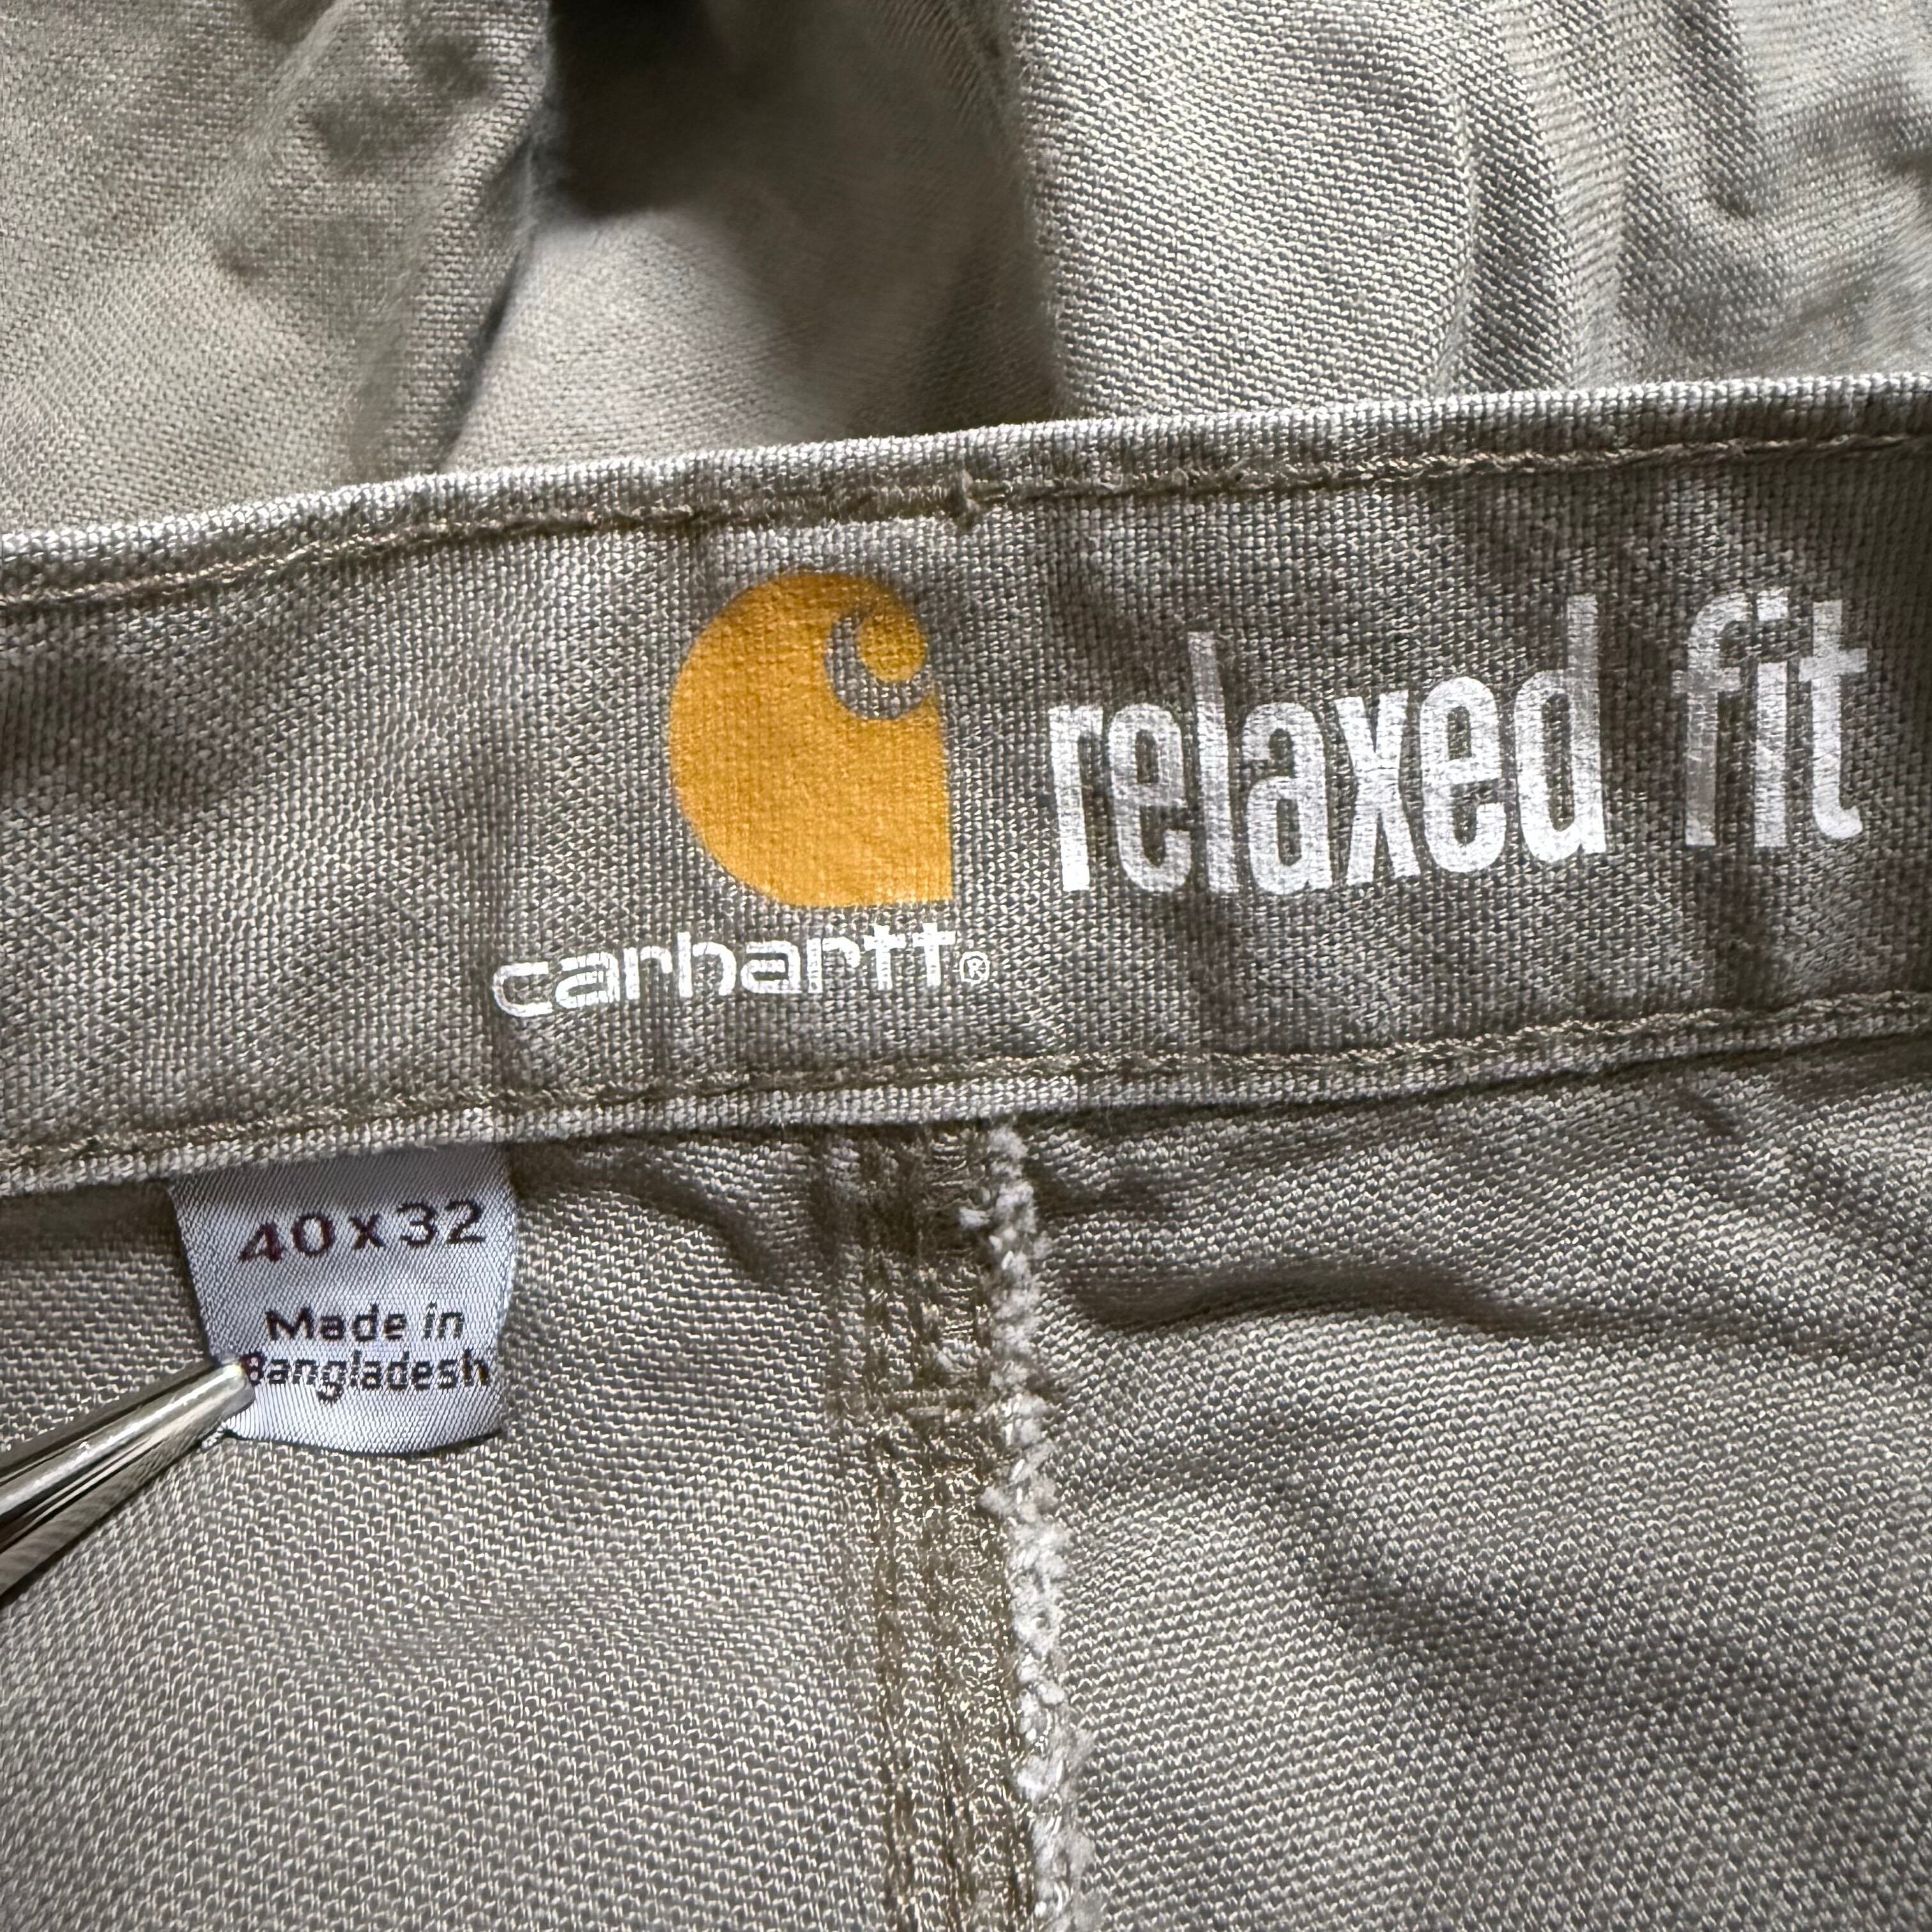 relaxed fit
carhartt®
40x32
Made in
Bangladesh